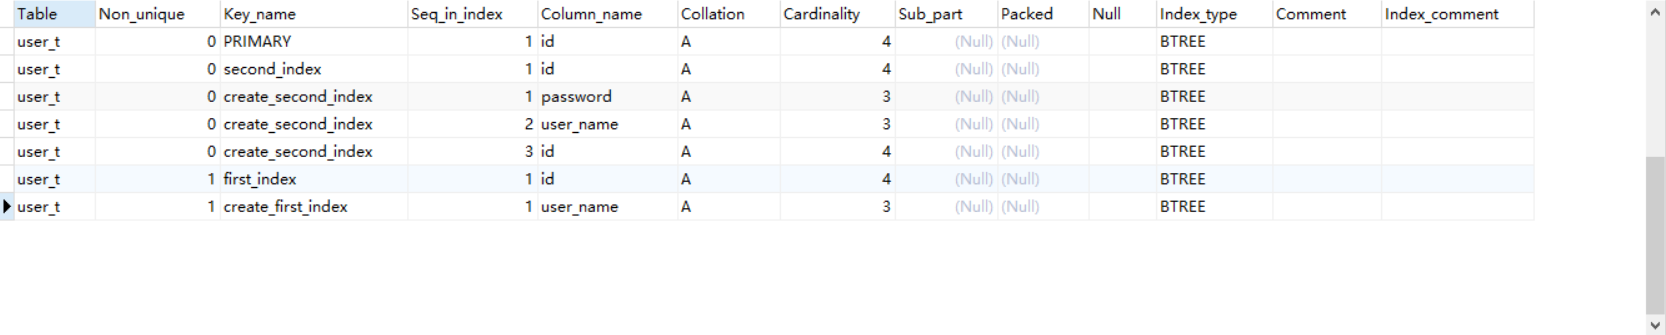 Table Non_unique Key_name Seq_in_index Column_name Collation Cardinality Sub_part Packed Null Index_type Comment Index_comment
user_t 0 PRIMARY 1 id A 4 (Null) (Null) BTREE
user_t 0 second_index 1 id A 4 (Null) (Null) BTREE
user_t 0 create_second_index 1 password A 3 (Null) (Null) BTREE
user_t 0 create_second_index 2 user_name A 3 (Null) (Null) BTREE
user_t 0 create_second_index 3 id A 4 (Null) (Null) BTREE
user_t 1 first_index 1 id A 4 (Null) (Null) BTREE
user_t 1 create_first_index 1 user_name A 3 (Null) (Null) BTREE